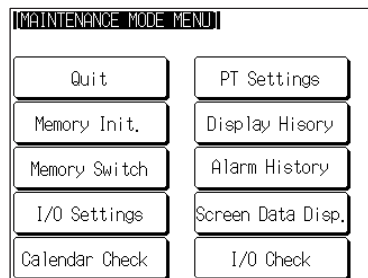 [MAINTENANCE MODE MENU]
Quit
PT Settings
Memory Init.
Display Hisory
Memory Switch
Alarm History
I/O Settings
Screen Data Disp.
Calendar Check
I/O Check